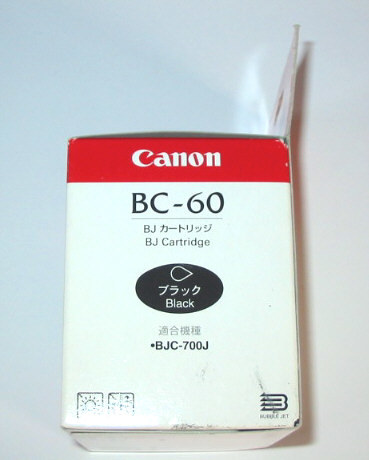 Canon
BC-60
BJ カートリッジ
BJ Cartridge
ブラック
Black
適合機種
•BJC-700J
BUBBLE JET